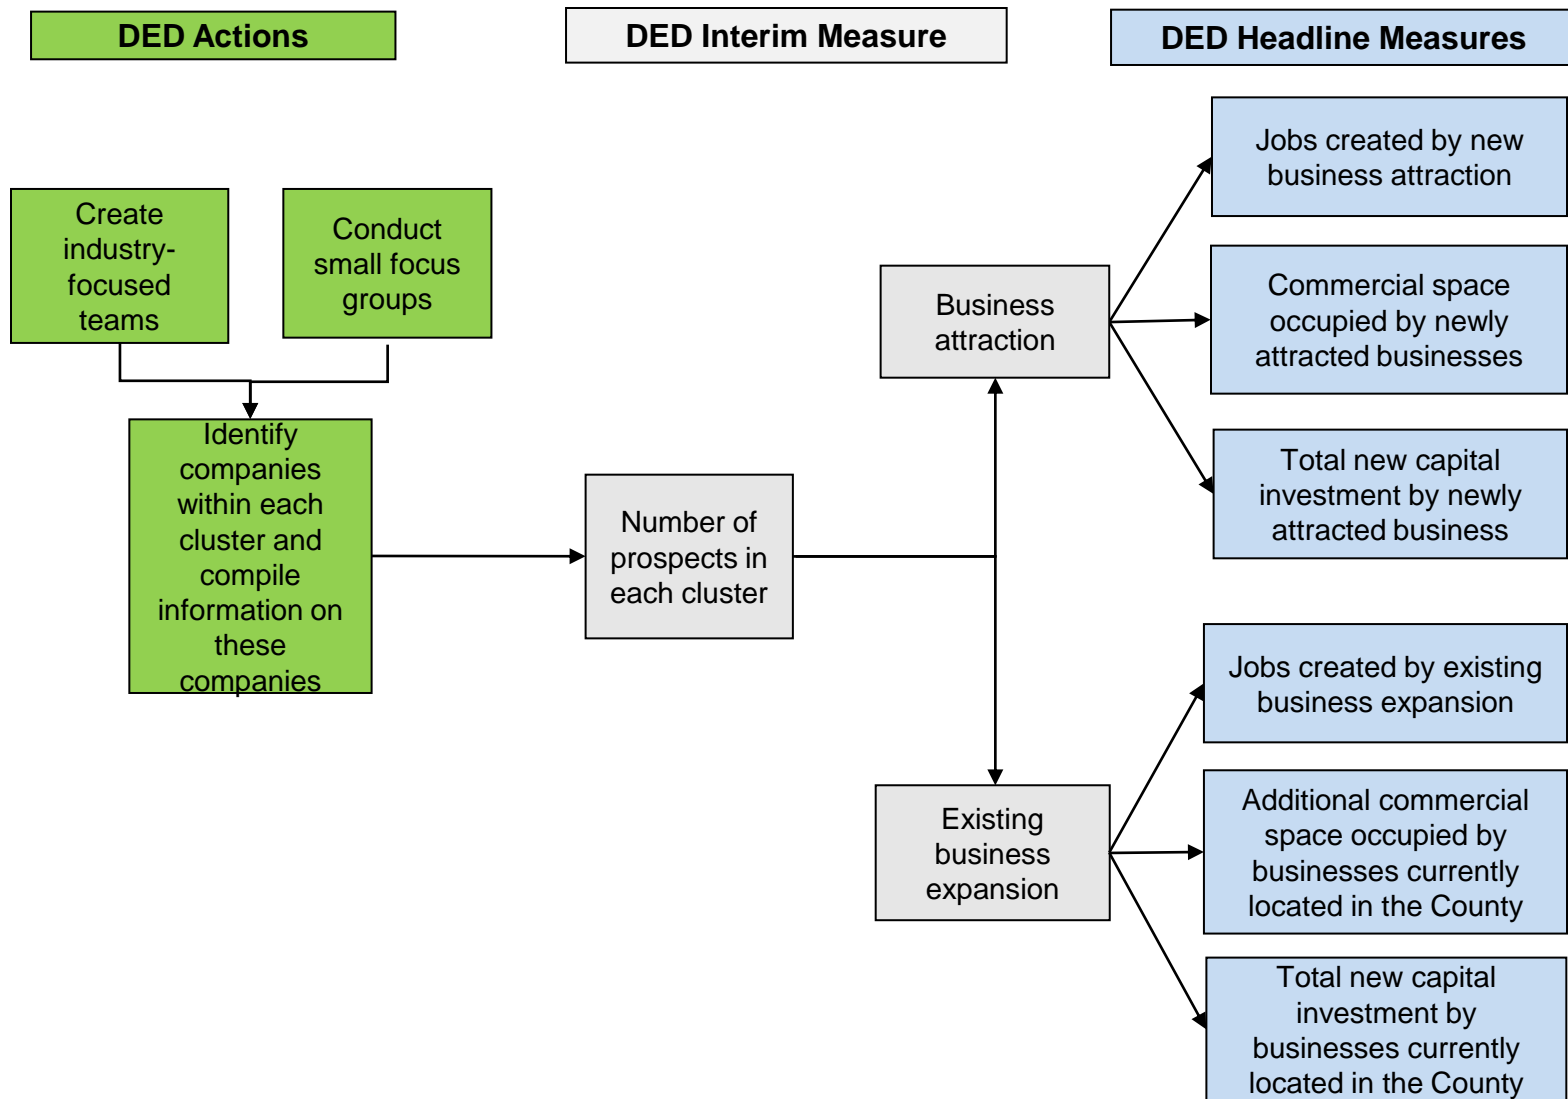 DED Actions
DED Interim Measure
DED Headline Measures
Create
industry-
focused
teams
Conduct
small focus
groups
Identify
companies
within each
cluster and
compile
information on
these
companies
Number of
prospects in
each cluster
Business
attraction
Existing
business
expansion
Jobs created by new
business attraction
Commercial space
occupied by newly
attracted businesses
Total new capital
investment by newly
attracted business
Jobs created by existing
business expansion
Additional commercial
space occupied by
businesses currently
located in the County
Total new capital
investment by
businesses currently
located in the County